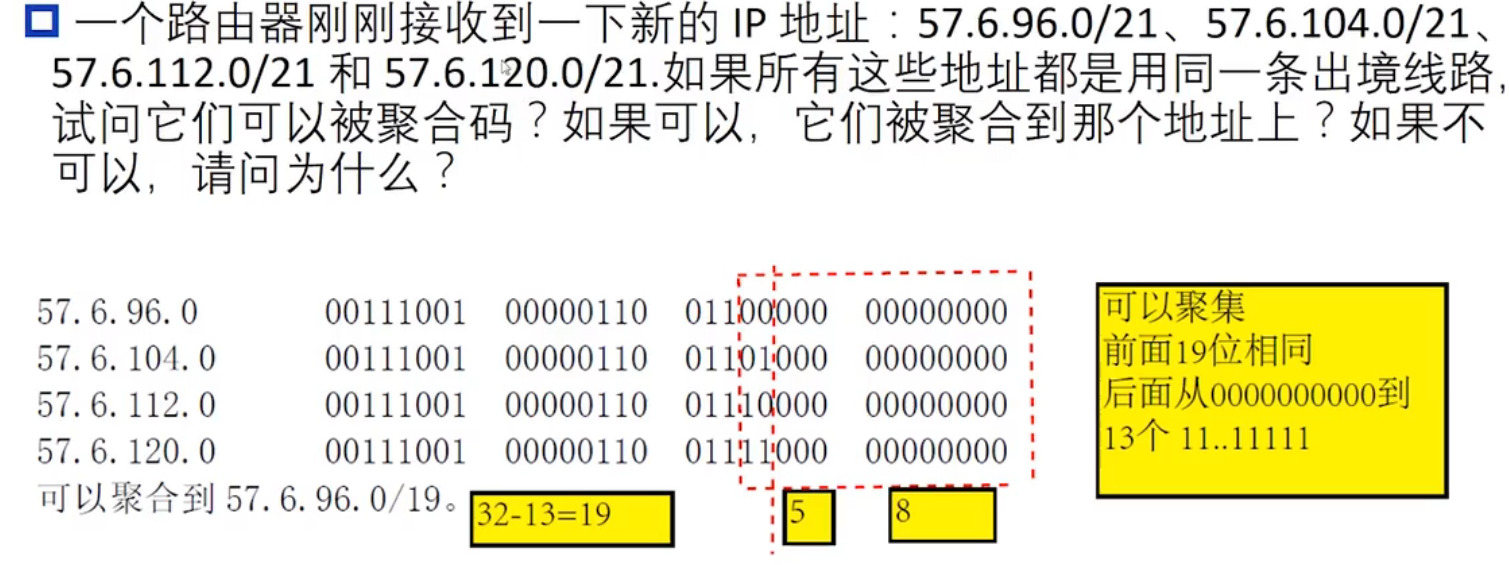 一个路由器刚刚接收到一下新的 IP 地址：57.6.96.0/21、57.6.104.0/21、
57.6.112.0/21 和 57.6.120.0/21.如果所有这些地址都是用同一条出境线路，
试问它们可以被聚合码？如果可以，它们被聚合到那个地址上？如果不
可以，请问为什么？
57.6.96.0 00111001 00000110 01100000 00000000
57.6.104.0 00111001 00000110 01101000 00000000
57.6.112.0 00111001 00000110 01110000 00000000
57.6.120.0 00111001 00000110 01111000 00000000
可以聚合到 57.6.96.0/19。
32-13=19
5
8
可以聚集
前面19位相同
后面从0000000000到
13个 11..11111